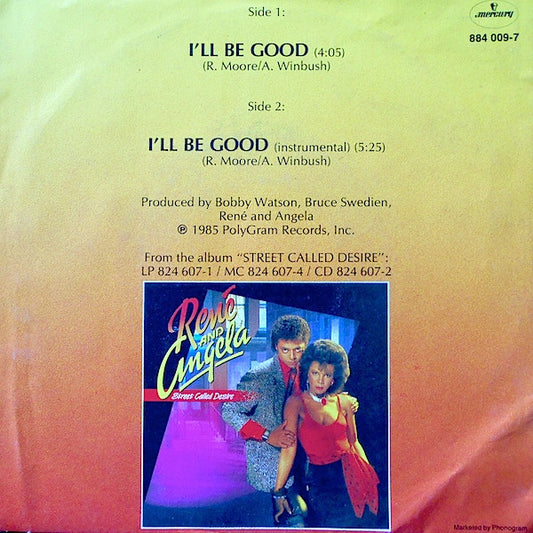 Side 1:
mercury
884 009-7
I'LL BE GOOD (4:05)
(R. Moore/A. Winbush)
Side 2:
I'LL BE GOOD (instrumental) (5:25)
(R. Moore/A. Winbush)
Produced by Bobby Watson, Bruce Swedien,
René and Angela
℗ 1985 PolyGram Records, Inc.
From the album “STREET CALLED DESIRE”:
LP 824 607-1 / MC 824 607-4 / CD 824 607-2
René
AND
Angela
Street Called Desire
Marketed by Phonogram